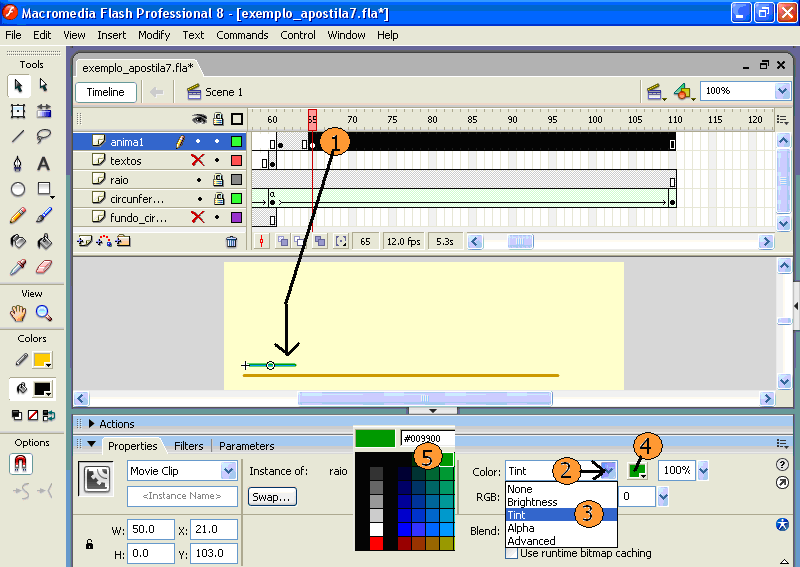 Macromedia Flash Professional 8 - [exemplo_apostila7.fla*]
File Edit View Insert Modify Text Commands Control Window Help
Tools
exemplo_apostila7.fla*
Timeline Scene 1 100%
60 65 70 75 80 85 90 95 100 105 110 115 120
anima1
1
textos
raio
circunfer...
fundo_cir...
65 12.0 fps 5.3s
View
Colors
Options
Actions
Properties Filters Parameters
#009900
5
Movie Clip
Instance of: raio
Color: Tint 2 4 100%
<Instance Name>
Swap...
RGB: 0
None
Brightness
Tint 3
Alpha
Advanced
W: 50.0 X: 21.0
H: 0.0 Y: 103.0
Blend:
Use runtime bitmap caching